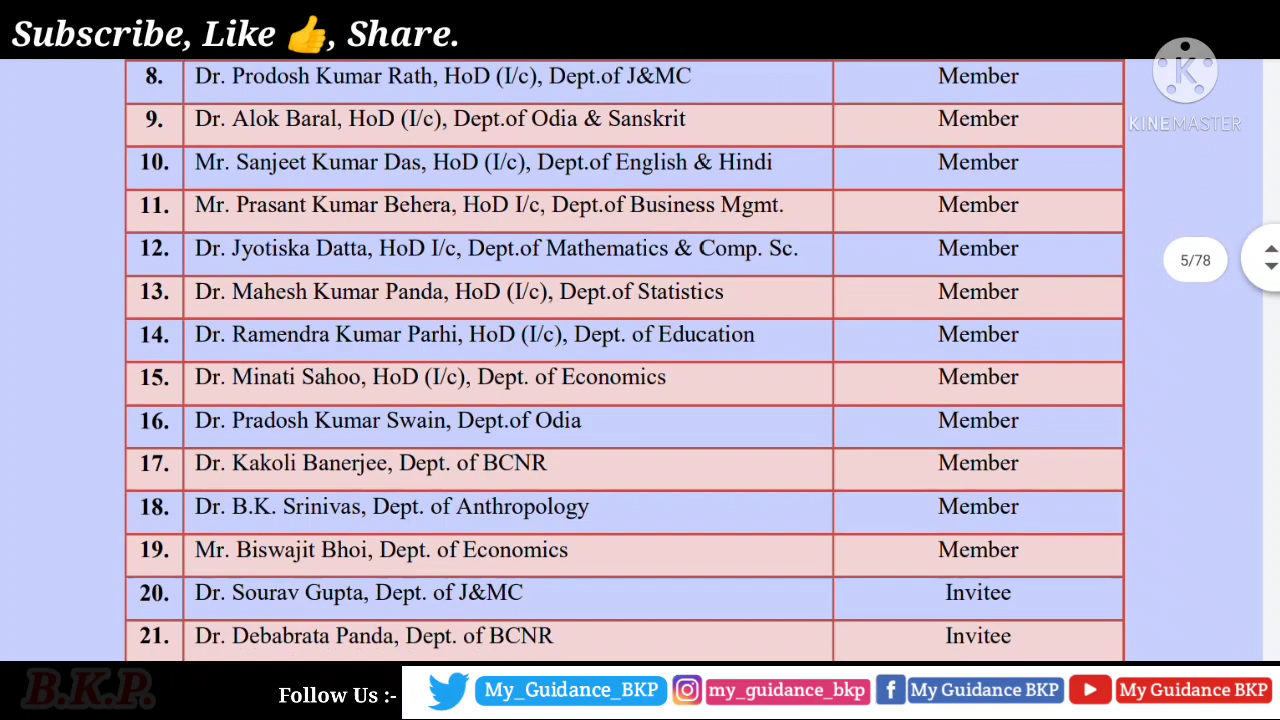 Subscribe, Like 👍, Share.
8. Dr. Prodosh Kumar Rath, HoD (I/c), Dept.of J&MC Member
9. Dr. Alok Baral, HoD (I/c), Dept.of Odia & Sanskrit Member
10. Mr. Sanjeet Kumar Das, HoD (I/c), Dept.of English & Hindi Member
11. Mr. Prasant Kumar Behera, HoD I/c, Dept.of Business Mgmt. Member
12. Dr. Jyotiska Datta, HoD I/c, Dept.of Mathematics & Comp. Sc. Member
13. Dr. Mahesh Kumar Panda, HoD (I/c), Dept.of Statistics Member
14. Dr. Ramendra Kumar Parhi, HoD (I/c), Dept. of Education Member
15. Dr. Minati Sahoo, HoD (I/c), Dept. of Economics Member
16. Dr. Pradosh Kumar Swain, Dept.of Odia Member
17. Dr. Kakoli Banerjee, Dept. of BCNR Member
18. Dr. B.K. Srinivas, Dept. of Anthropology Member
19. Mr. Biswajit Bhoi, Dept. of Economics Member
20. Dr. Sourav Gupta, Dept. of J&MC Invitee
21. Dr. Debabrata Panda, Dept. of BCNR Invitee
K
KINEMASTER
5/78
B.K.P.
Follow Us :- My_Guidance_BKP my_guidance_bkp My Guidance BKP My Guidance BKP